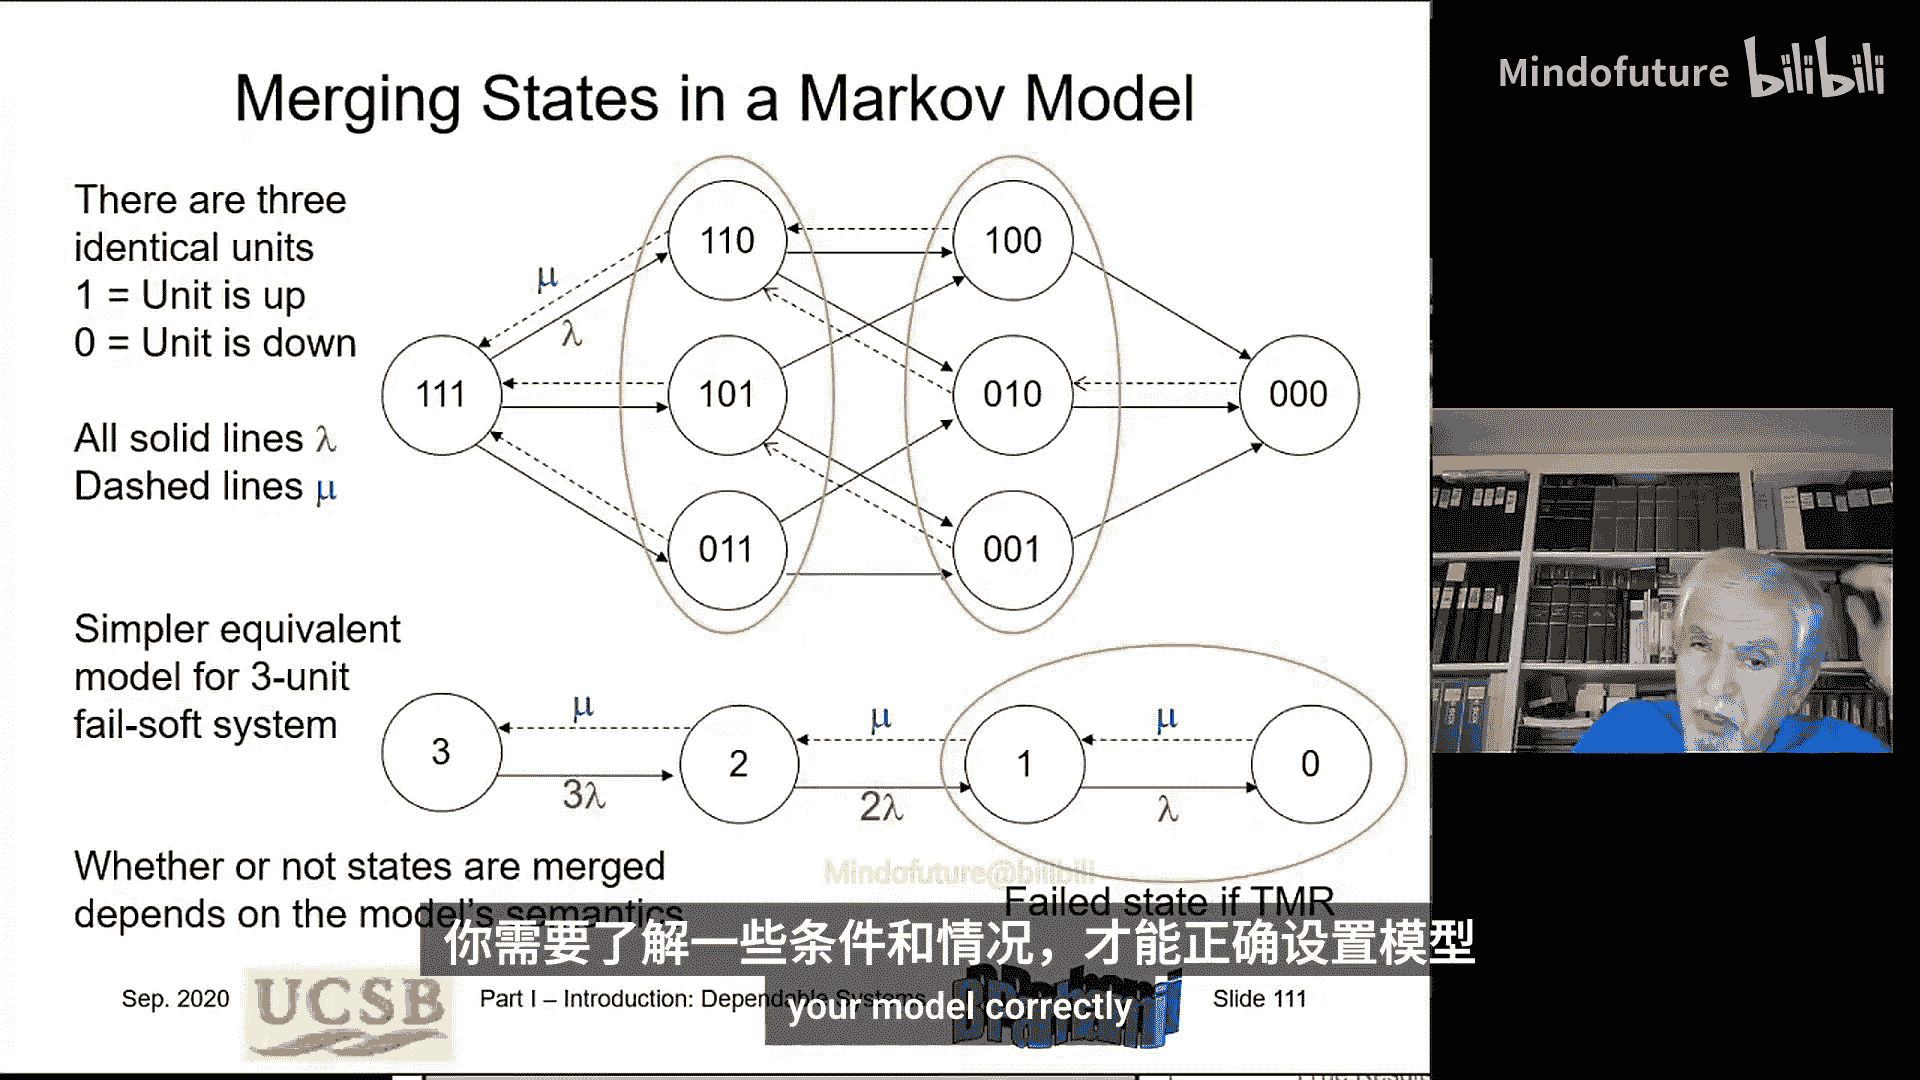 Mindofuture bilibili
Merging States in a Markov Model
There are three
identical units
1 = Unit is up
0 = Unit is down
All solid lines λ
Dashed lines μ
μ
λ
111
110
101
011
100
010
001
000
Simpler equivalent
model for 3-unit
fail-soft system
3
μ
3λ
2
μ
2λ
1
μ
λ
0
Whether or not states are merged
depends on the model's semantics
Mindofuture@bilibili
Failed state if TMR
你需要了解一些条件和情况，才能正确设置模型
your model correctly
Sep. 2020
UCSB
Part I – Introduction: Dependable Systems
Slide 111